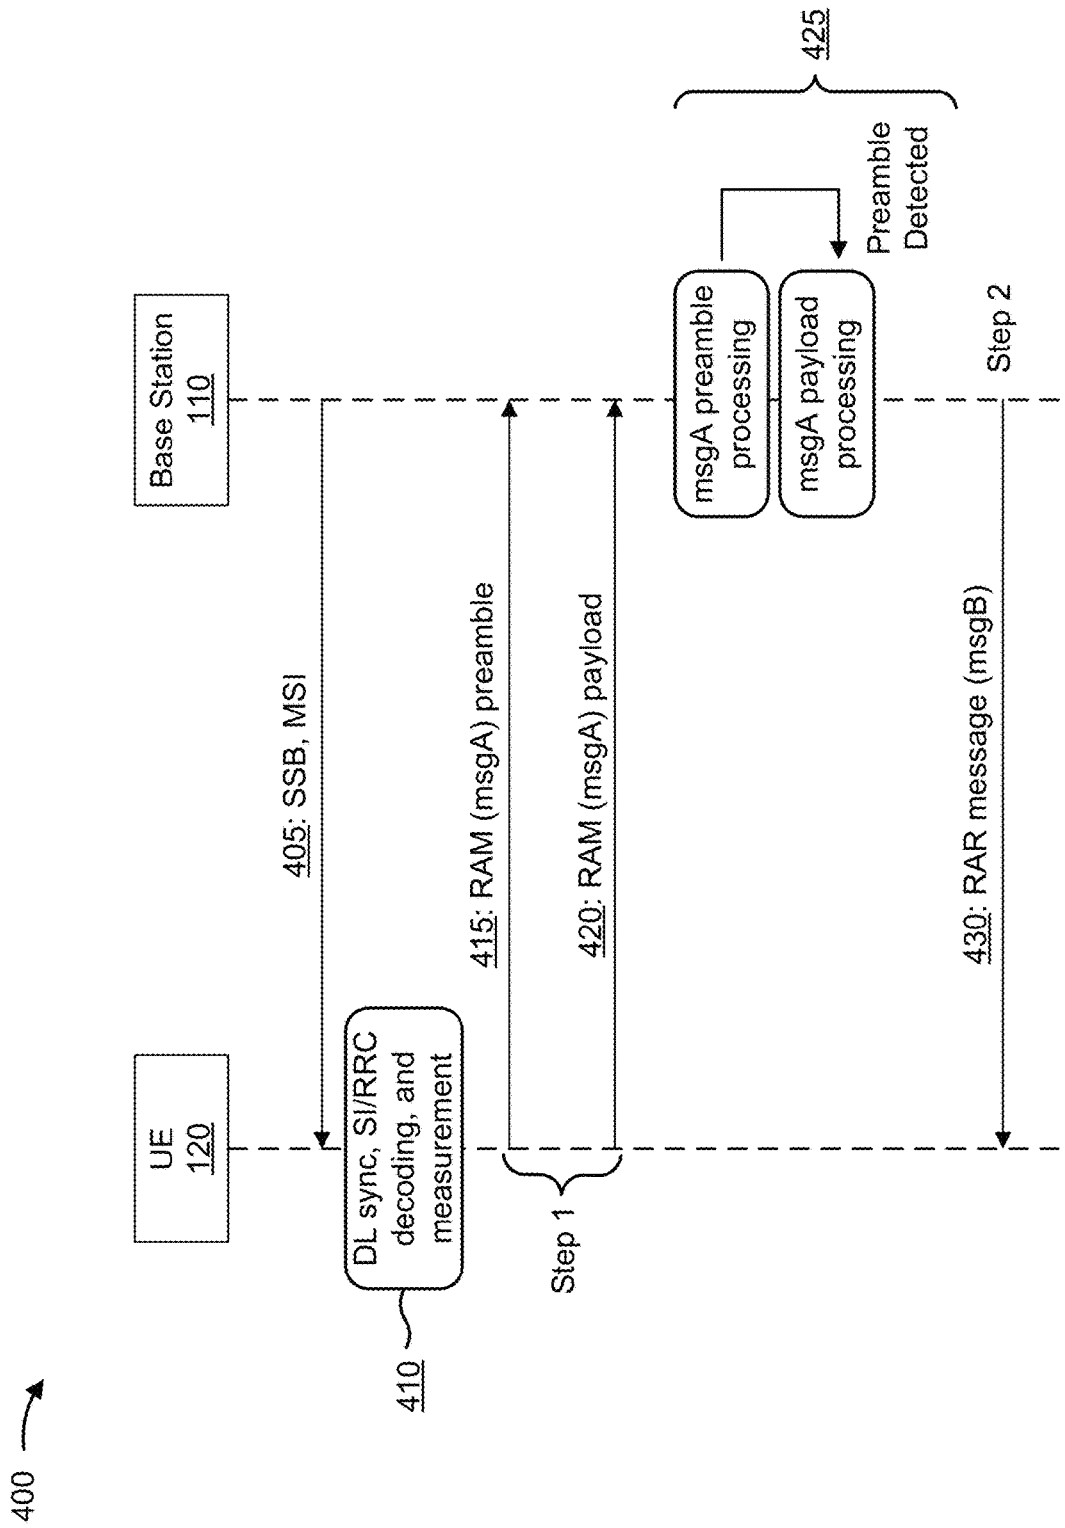 400
UE
120
Base Station
110
405: SSB, MSI
DL sync, SI/RRC
decoding, and
measurement
410
415: RAM (msgA) preamble
Step 1
420: RAM (msgA) payload
msgA preamble
processing
msgA payload
processing
Preamble
Detected
425
430: RAR message (msgB)
Step 2